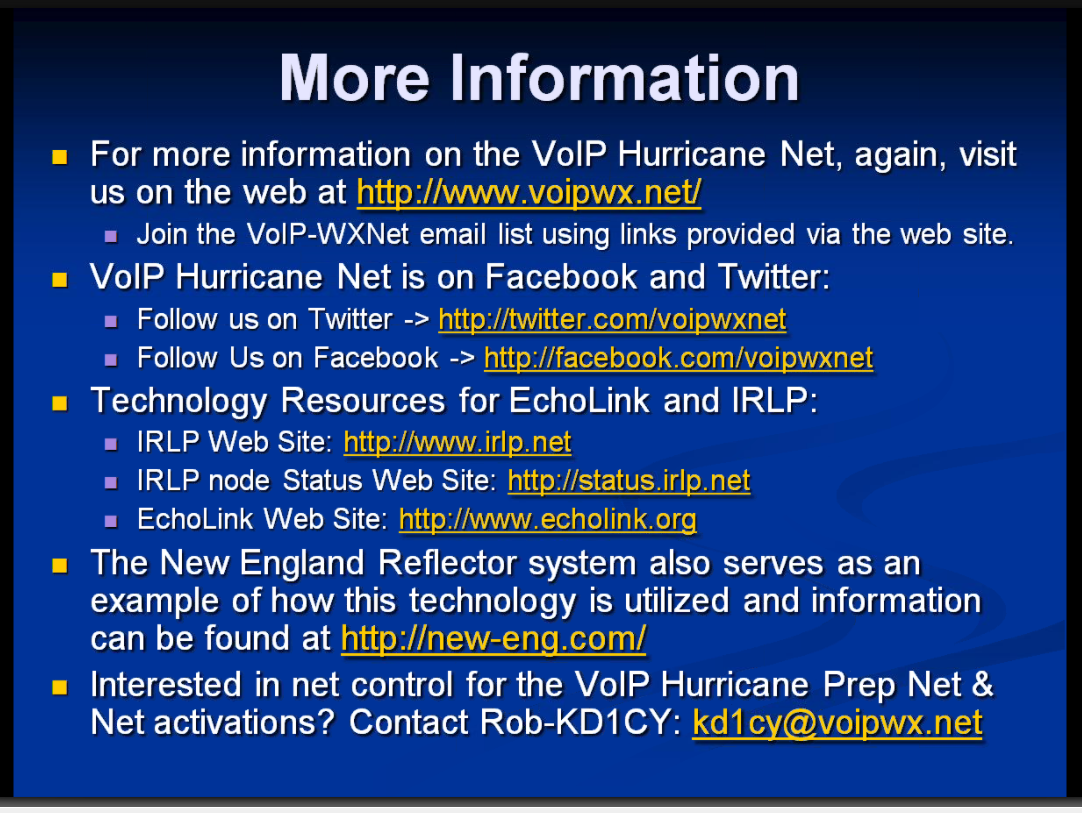 More Information
For more information on the VoIP Hurricane Net, again, visit
us on the web at http://www.voipwx.net/
Join the VoIP-WXNet email list using links provided via the web site.
VoIP Hurricane Net is on Facebook and Twitter:
Follow us on Twitter -> http://twitter.com/voipwxnet
Follow Us on Facebook -> http://facebook.com/voipwxnet
Technology Resources for EchoLink and IRLP:
IRLP Web Site: http://www.irlp.net
IRLP node Status Web Site: http://status.irlp.net
EchoLink Web Site: http://www.echolink.org
The New England Reflector system also serves as an
example of how this technology is utilized and information
can be found at http://new-eng.com/
Interested in net control for the VoIP Hurricane Prep Net &
Net activations? Contact Rob-KD1CY: kd1cy@voipwx.net